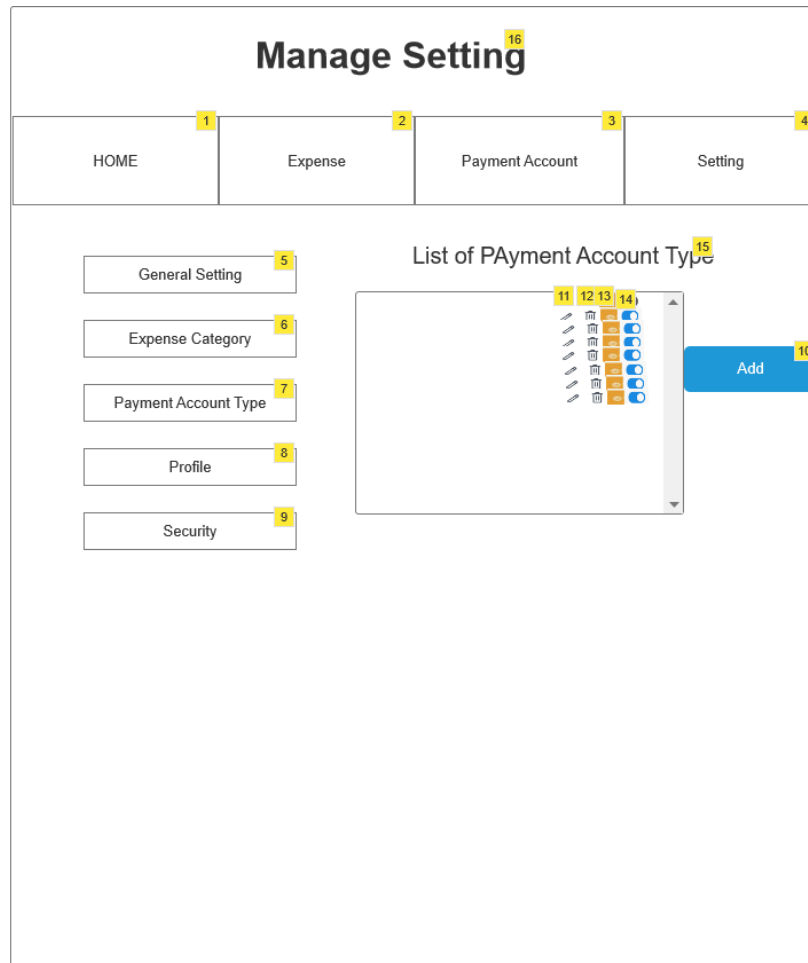 16
Manage Setting
1 2 3 4
HOME Expense Payment Account Setting
15
List of PAyment Account Type
5
General Setting
11 12 13 14
6
Expense Category
10
Add
7
Payment Account Type
8
Profile
9
Security